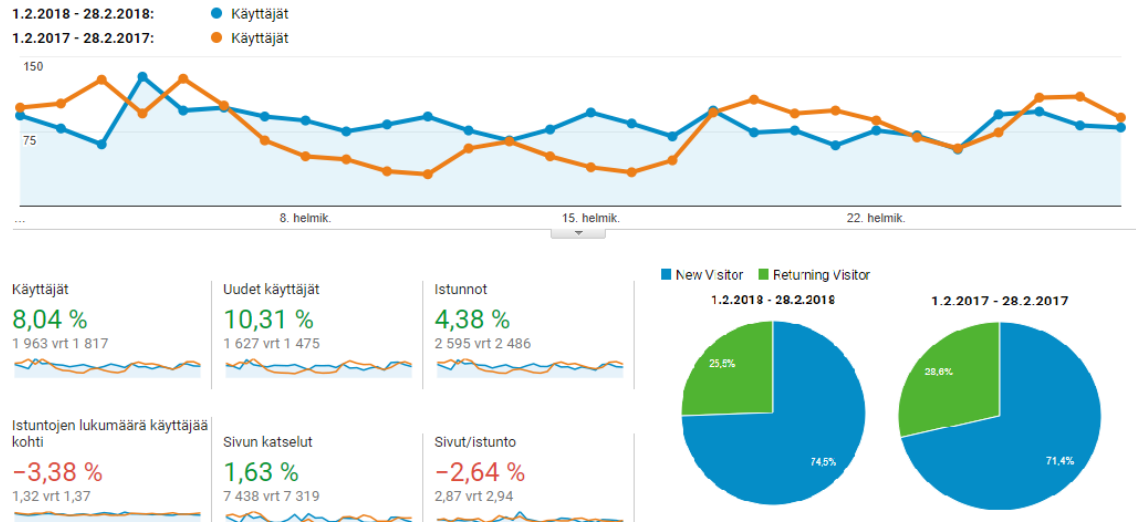 1.2.2018 - 28.2.2018: Käyttäjät
1.2.2017 - 28.2.2017: Käyttäjät
150
75
... 8. helmik. 15. helmik. 22. helmik.
New Visitor Returning Visitor
1.2.2018 - 28.2.2018 1.2.2017 - 28.2.2017
Käyttäjät
8,04 %
1 963 vrt 1 817
Uudet käyttäjät
10,31 %
1 627 vrt 1 475
Istunnot
4,38 %
2 595 vrt 2 486
25,5%
74,5%
28,6%
71,4%
Istuntojen lukumäärä käyttäjää
kohti
−3,38 %
1,32 vrt 1,37
Sivun katselut
1,63 %
7 438 vrt 7 319
Sivut/istunto
−2,64 %
2,87 vrt 2,94